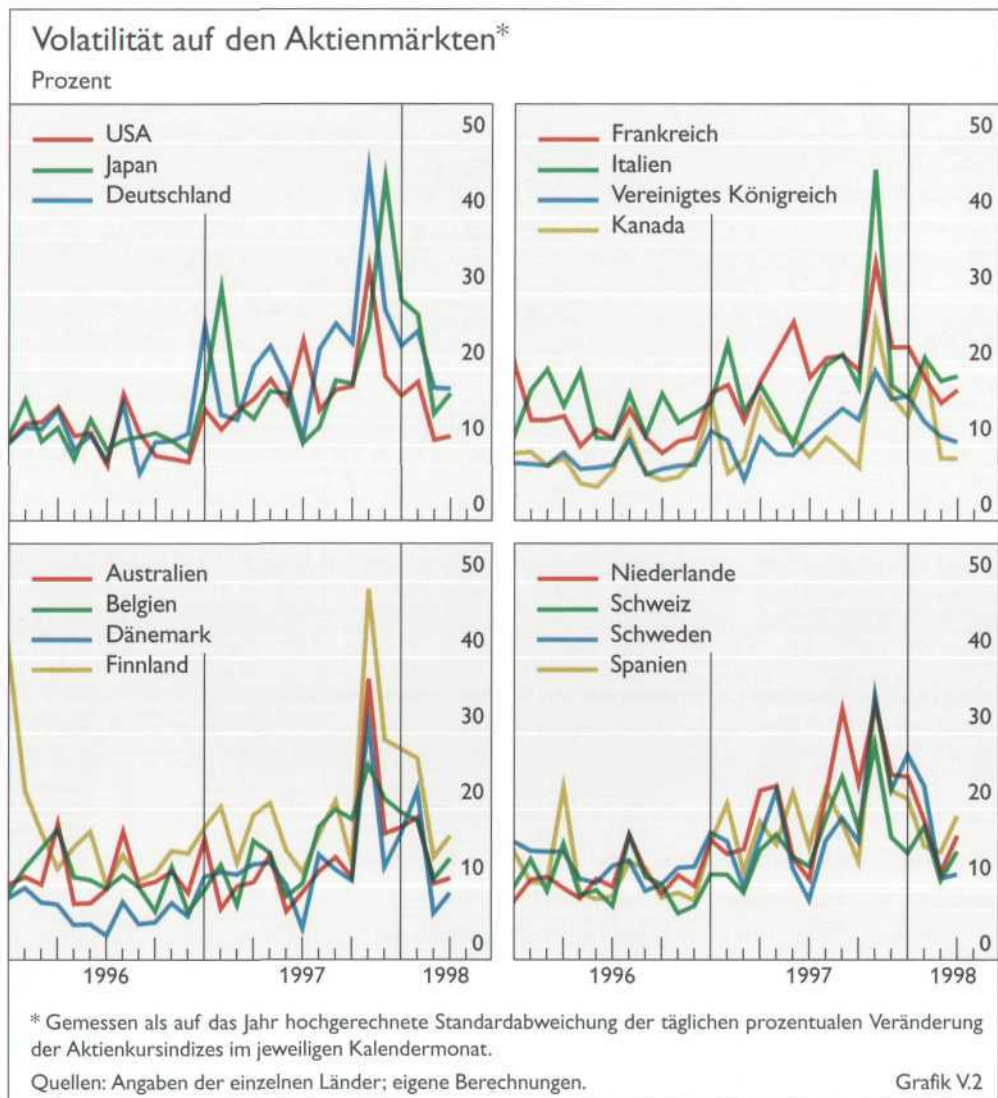 Volatilität auf den Aktienmärkten*
Prozent
USA
Japan
Deutschland
50
40
30
20
10
0
Frankreich
Italien
Vereinigtes Königreich
Kanada
50
40
30
20
10
0
Australien
Belgien
Dänemark
Finnland
50
40
30
20
10
0
1996
1997
1998
Niederlande
Schweiz
Schweden
Spanien
50
40
30
20
10
0
1996
1997
1998
* Gemessen als auf das Jahr hochgerechnete Standardabweichung der täglichen prozentualen Veränderung
der Aktienkursindizes im jeweiligen Kalendermonat.
Quellen: Angaben der einzelnen Länder; eigene Berechnungen.
Grafik V.2